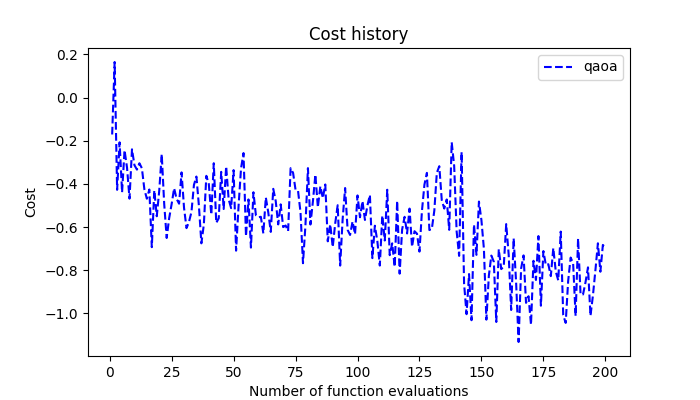 Cost history
qaoa
0.2
0.0
−0.2
−0.4
−0.6
−0.8
−1.0
Cost
0 25 50 75 100 125 150 175 200
Number of function evaluations